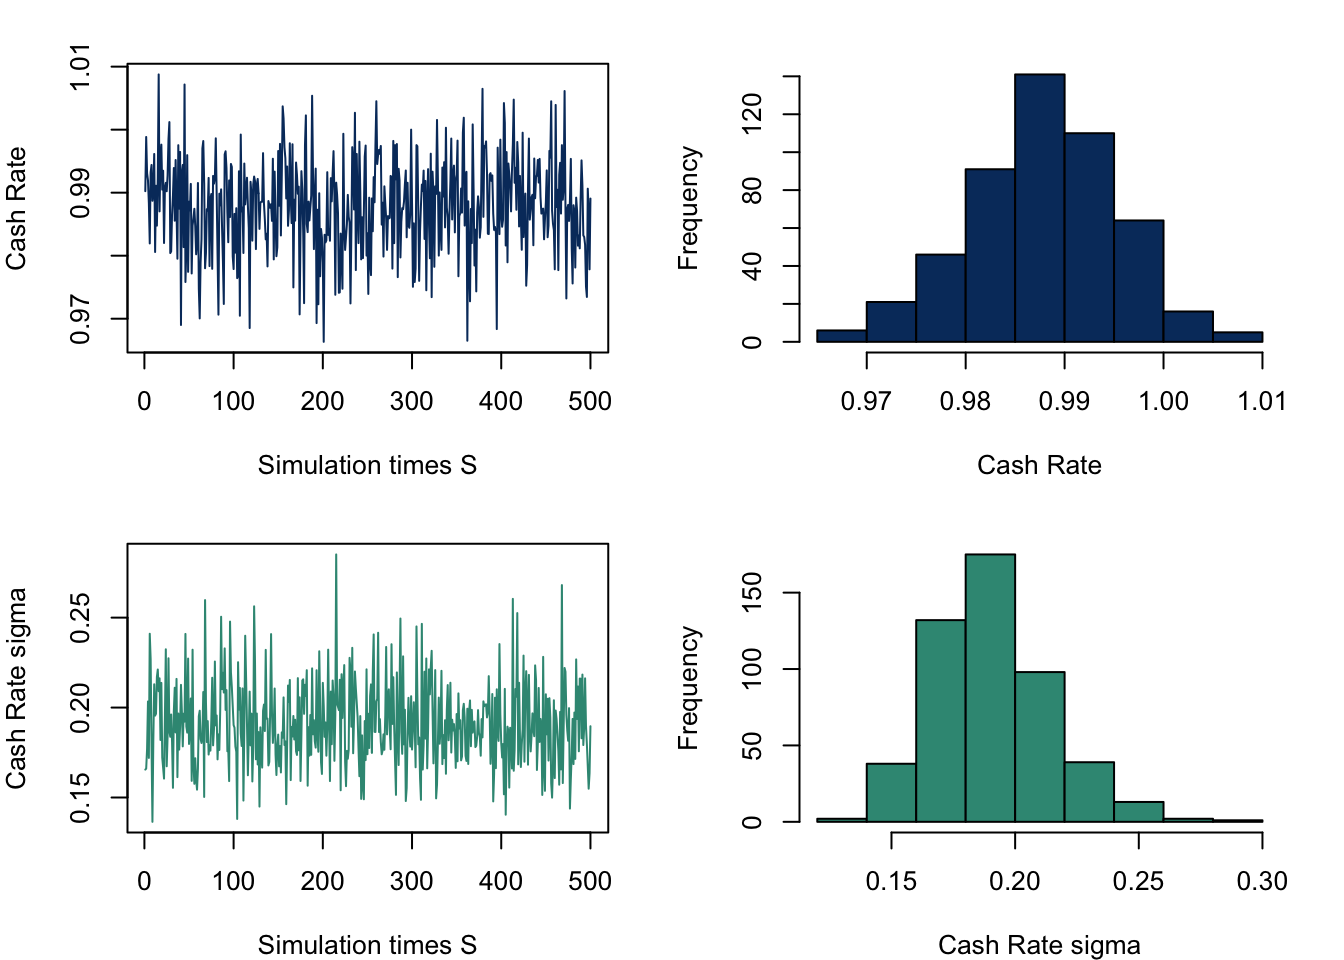 Cash Rate
1.01
0.99
0.97
0 100 200 300 400 500
Simulation times S
Frequency
120
80
40
0
0.97 0.98 0.99 1.00 1.01
Cash Rate
Cash Rate sigma
0.25
0.20
0.15
0 100 200 300 400 500
Simulation times S
Frequency
150
100
50
0
0.15 0.20 0.25 0.30
Cash Rate sigma